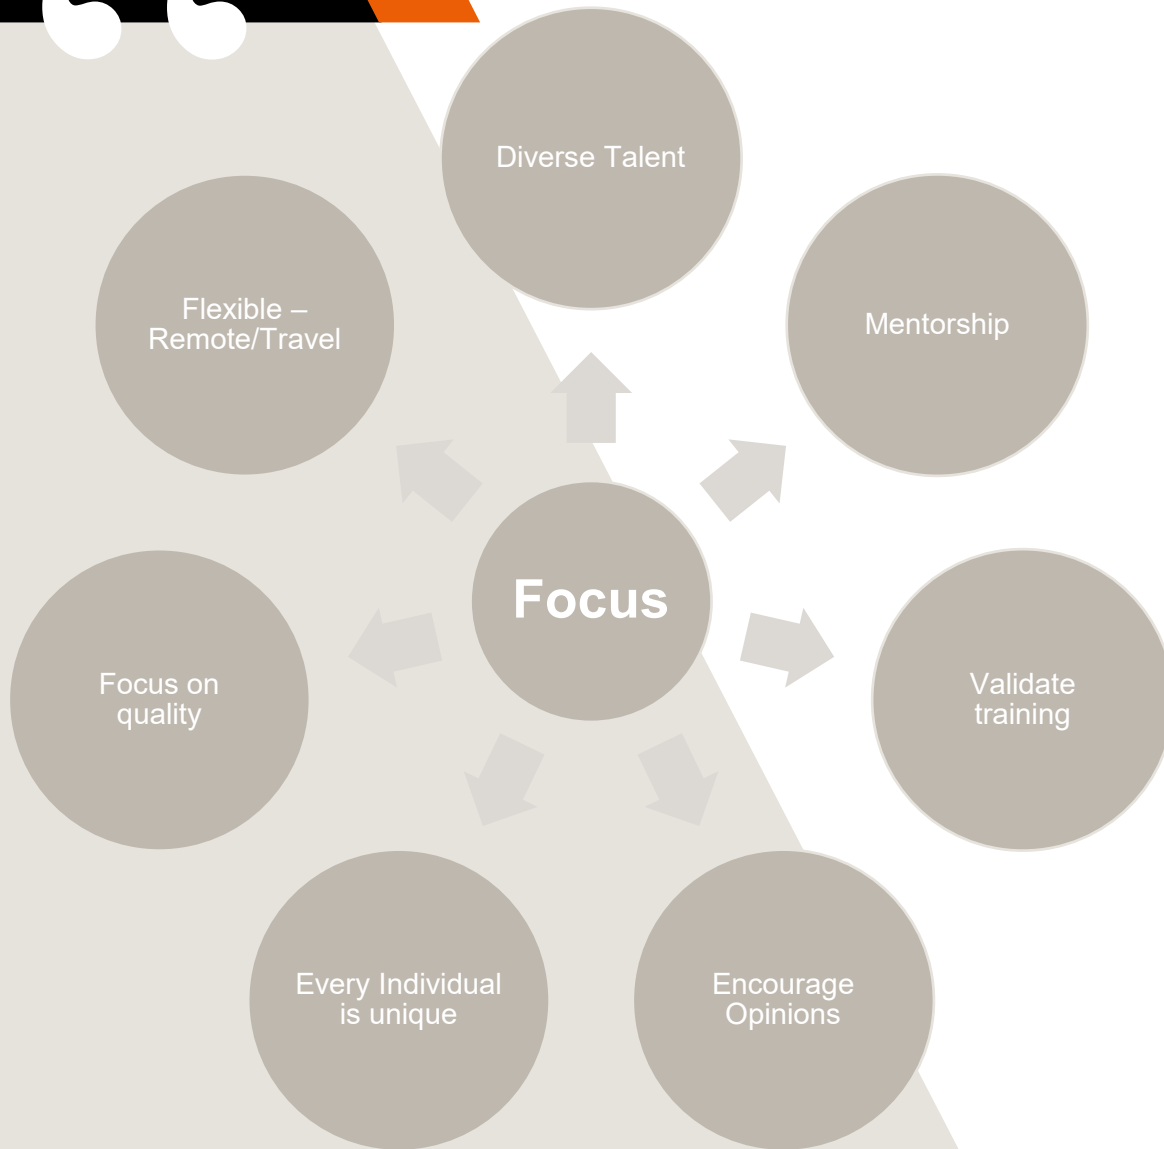 Diverse Talent
Flexible –
Remote/Travel
Mentorship
Focus
Focus on
quality
Validate
training
Every Individual
is unique
Encourage
Opinions